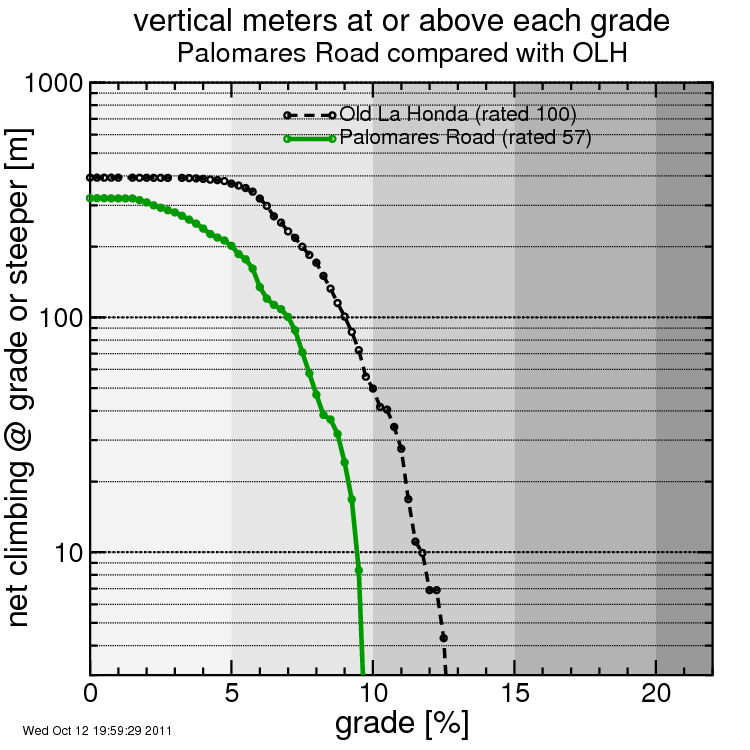 vertical meters at or above each grade
Palomares Road compared with OLH
1000
Old La Honda (rated 100)
Palomares Road (rated 57)
net climbing @ grade or steeper [m]
100
10
0 5 10 15 20
grade [%]
Wed Oct 12 19:59:29 2011